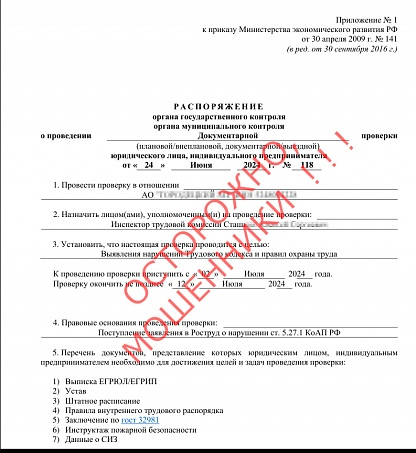 Приложение № 1
к приказу Министерства экономического развития РФ
от 30 апреля 2009 г. № 141
(в ред. от 30 сентября 2016 г.)
РАСПОРЯЖЕНИЕ
органа государственного контроля
органа муниципального контроля
о проведении Документарной проверки
(плановой/внеплановой, документарной/выездной)
юридического лица, индивидуального предпринимателя
от « 24 » Июня 2024 г. № 118
ОСТОРОЖНО МОШЕННИКИ!!!
1. Провести проверку в отношении
АО
2. Назначить лицом(ами), уполномоченным(и) на проведение проверки:
Инспектор трудовой комиссии
3. Установить, что настоящая проверка проводится с целью:
Выявления нарушений Трудового кодекса и правил охраны труда
К проведению проверки приступить с « 02 » Июля 2024 года.
Проверку окончить не позднее « 12 » Июля 2024 года.
4. Правовые основания проведения проверки:
Поступление заявления в Роструд о нарушении ст. 5.27.1 КоАП РФ
5. Перечень документов, представление которых юридическим лицом, индивидуальным
предпринимателем необходимо для достижения целей и задач проведения проверки:
1) Выписка ЕГРЮЛ/ЕГРИП
2) Устав
3) Штатное расписание
4) Правила внутреннего трудового распорядка
5) Заключение по гост 32981
6) Инструктаж пожарной безопасности
7) Данные о СИЗ